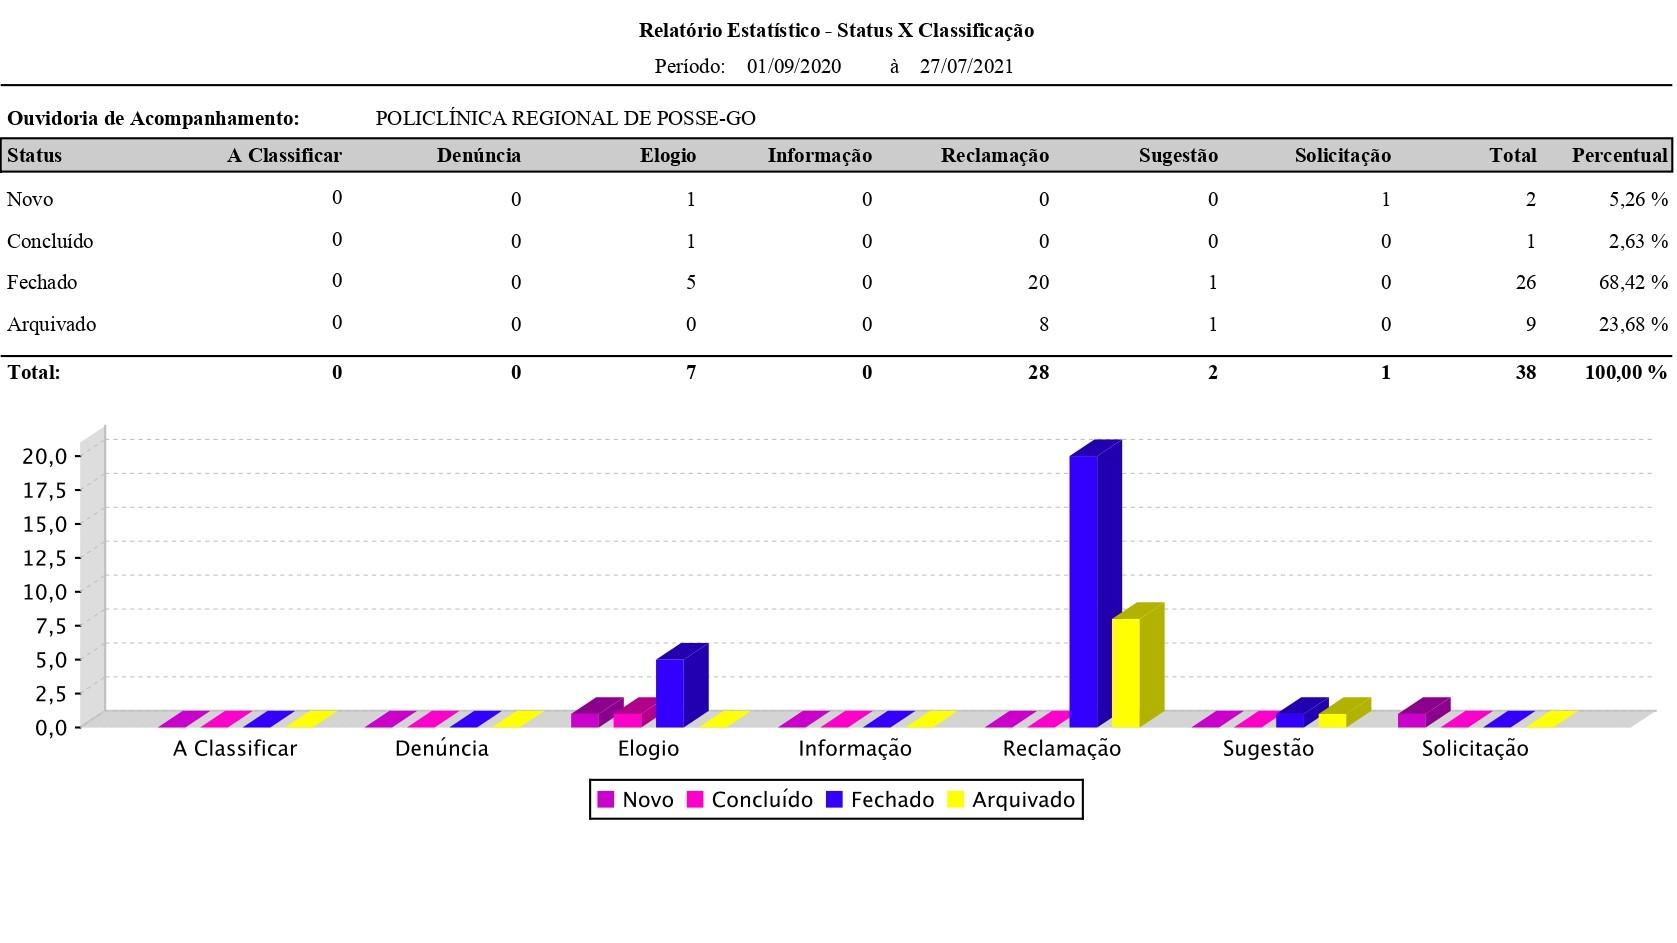 Relatório Estatístico - Status X Classificação
Período: 01/09/2020 à 27/07/2021
Ouvidoria de Acompanhamento: POLICLÍNICA REGIONAL DE POSSE-GO
Status A Classificar Denúncia Elogio Informação Reclamação Sugestão Solicitação Total Percentual
Novo 0 0 1 0 0 0 1 2 5,26 %
Concluído 0 0 1 0 0 0 0 1 2,63 %
Fechado 0 0 5 0 20 1 0 26 68,42 %
Arquivado 0 0 0 0 8 1 0 9 23,68 %
Total: 0 0 7 0 28 2 1 38 100,00 %
20,0
17,5
15,0
12,5
10,0
7,5
5,0
2,5
0,0
A Classificar Denúncia Elogio Informação Reclamação Sugestão Solicitação
Novo Concluído Fechado Arquivado